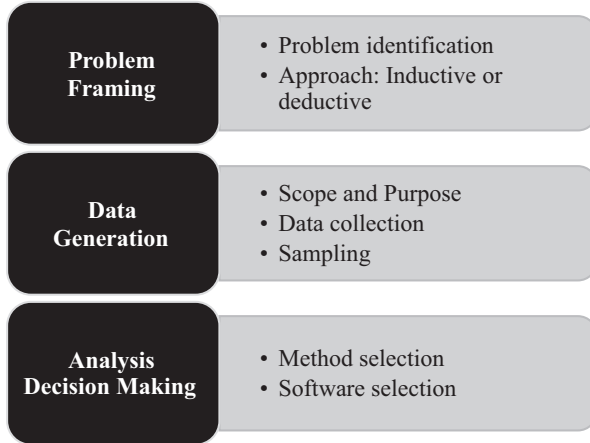 Problem
Framing
• Problem identification
• Approach: Inductive or
deductive
Data
Generation
• Scope and Purpose
• Data collection
• Sampling
Analysis
Decision Making
• Method selection
• Software selection